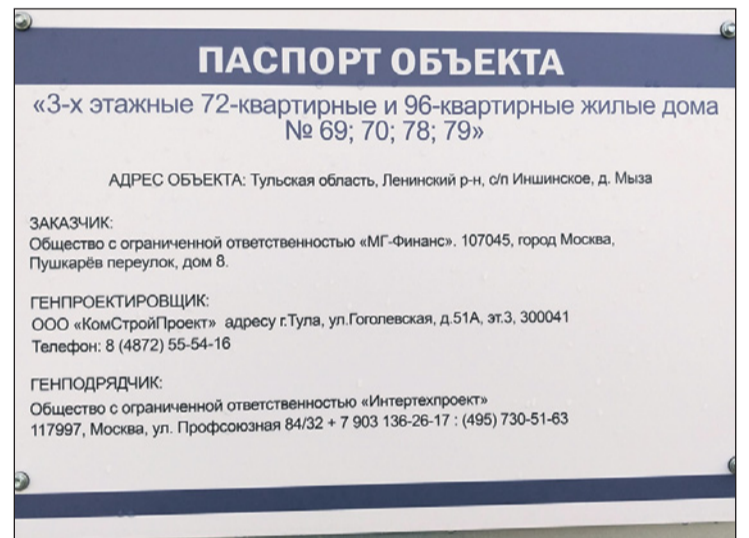 ПАСПОРТ ОБЪЕКТА
«3-х этажные 72-квартирные и 96-квартирные жилые дома
№ 69; 70; 78; 79»
АДРЕС ОБЪЕКТА: Тульская область, Ленинский р-н, с/п Иншинское, д. Мыза
ЗАКАЗЧИК:
Общество с ограниченной ответственностью «МГ-Финанс». 107045, город Москва,
Пушкарёв переулок, дом 8.
ГЕНПРОЕКТИРОВЩИК:
ООО «КомСтройПроект» адресу г.Тула, ул.Гоголевская, д.51А, эт.3, 300041
Телефон: 8 (4872) 55-54-16
ГЕНПОДРЯДЧИК:
Общество с ограниченной ответственностью «Интертехпроект»
117997, Москва, ул. Профсоюзная 84/32 + 7 903 136-26-17 : (495) 730-51-63